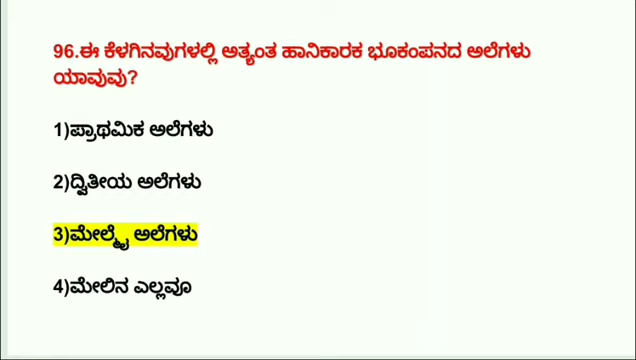 96.ಈ ಕೆಳಗಿನವುಗಳಲ್ಲಿ ಅತ್ಯಂತ ಹಾನಿಕಾರಕ ಭೂಕಂಪನದ ಅಲೆಗಳು
ಯಾವುವು?
1)ಪ್ರಾಥಮಿಕ ಅಲೆಗಳು
2)ದ್ವಿತೀಯ ಅಲೆಗಳು
3)ಮೇಲ್ಮೈ ಅಲೆಗಳು
4)ಮೇಲಿನ ಎಲ್ಲವೂ